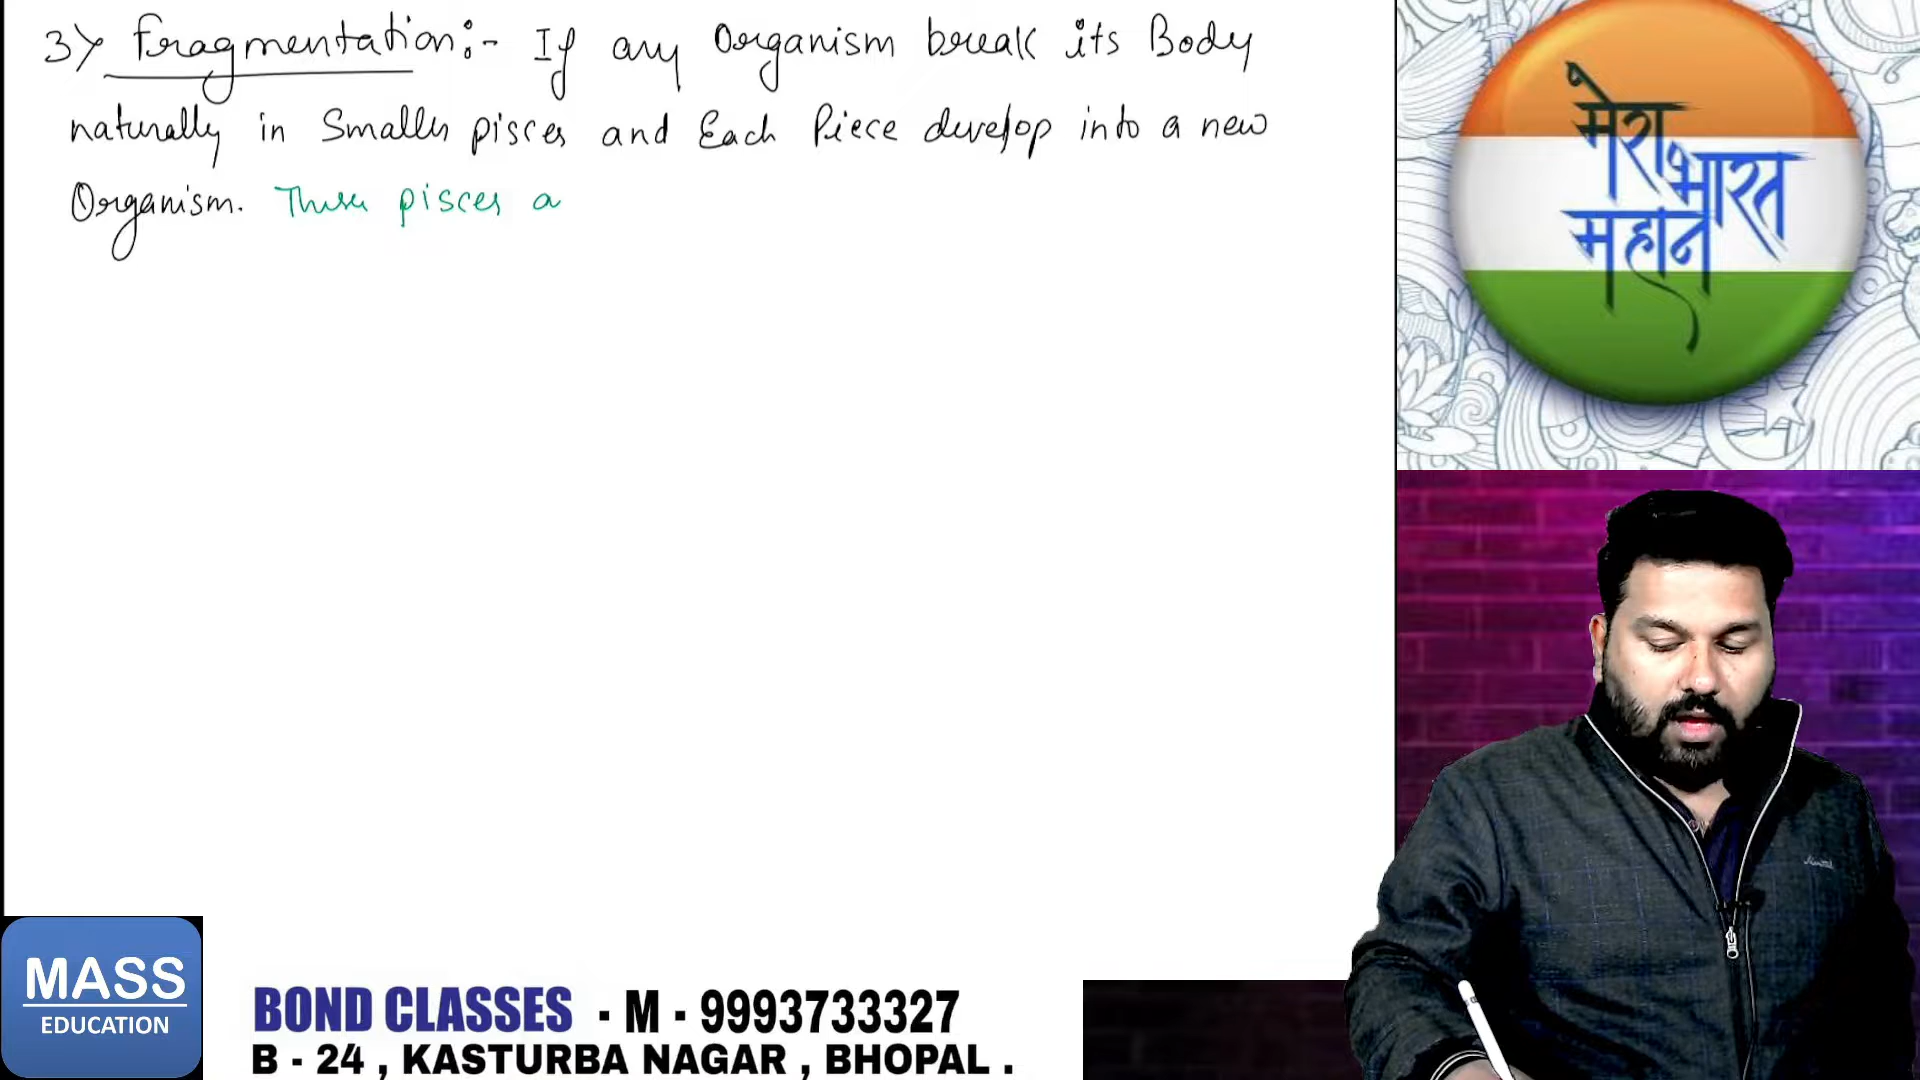 3) Fragmentation:- If any Organism break its Body
naturally in Smaller pisces and Each Piece develop into a new
Organism. These pisces a
मेरा
भारत
महान
MASS
EDUCATION
BOND CLASSES - M - 9993733327
B - 24 , KASTURBA NAGAR , BHOPAL .